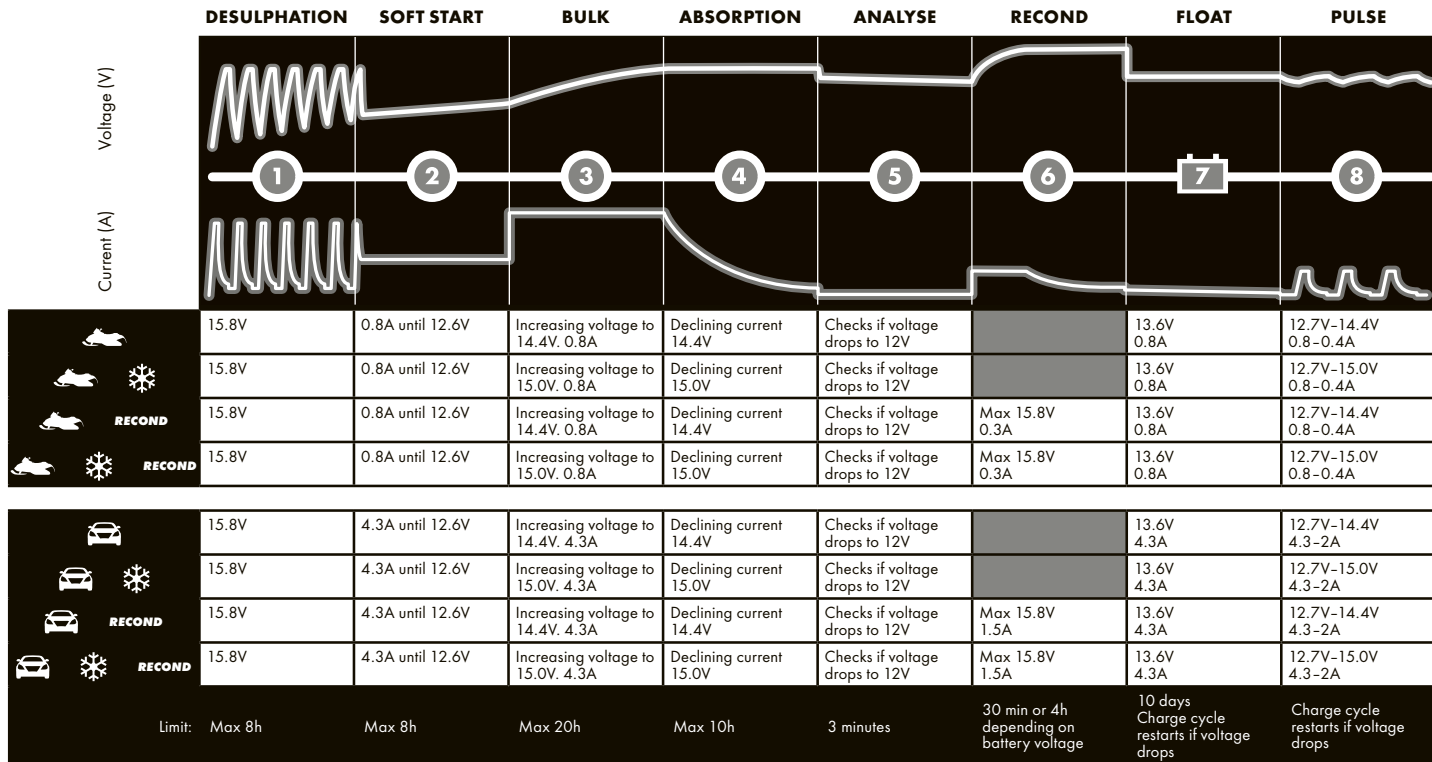 DESULPHATION SOFT START BULK ABSORPTION ANALYSE RECOND FLOAT PULSE
Voltage (V)
1 2 3 4 5 6 7 8
Current (A)
15.8V 0.8A until 12.6V Increasing voltage to Declining current Checks if voltage 13.6V 12.7V–14.4V
14.4V. 0.8A 14.4V drops to 12V 0.8A 0.8–0.4A
15.8V 0.8A until 12.6V Increasing voltage to Declining current Checks if voltage 13.6V 12.7V–15.0V
15.0V. 0.8A 15.0V drops to 12V 0.8A 0.8–0.4A
RECOND 15.8V 0.8A until 12.6V Increasing voltage to Declining current Checks if voltage Max 15.8V 13.6V 12.7V–14.4V
14.4V. 0.8A 14.4V drops to 12V 0.3A 0.8A 0.8–0.4A
RECOND 15.8V 0.8A until 12.6V Increasing voltage to Declining current Checks if voltage Max 15.8V 13.6V 12.7V–15.0V
15.0V. 0.8A 15.0V drops to 12V 0.3A 0.8A 0.8–0.4A
15.8V 4.3A until 12.6V Increasing voltage to Declining current Checks if voltage 13.6V 12.7V–14.4V
14.4V. 4.3A 14.4V drops to 12V 4.3A 4.3–2A
15.8V 4.3A until 12.6V Increasing voltage to Declining current Checks if voltage 13.6V 12.7V–15.0V
15.0V. 4.3A 15.0V drops to 12V 4.3A 4.3–2A
RECOND 15.8V 4.3A until 12.6V Increasing voltage to Declining current Checks if voltage Max 15.8V 13.6V 12.7V–14.4V
14.4V. 4.3A 14.4V drops to 12V 1.5A 4.3A 4.3–2A
RECOND 15.8V 4.3A until 12.6V Increasing voltage to Declining current Checks if voltage Max 15.8V 13.6V 12.7V–15.0V
15.0V. 4.3A 15.0V drops to 12V 1.5A 4.3A 4.3–2A
Limit: Max 8h Max 8h Max 20h Max 10h 3 minutes
30 min or 4h
depending on
battery voltage
10 days
Charge cycle
restarts if voltage
drops
Charge cycle
restarts if voltage
drops